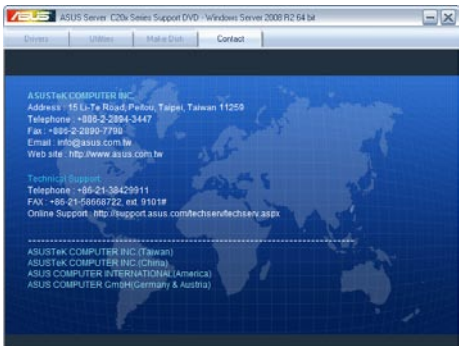 ASUS ASUS Server C20x Series Support DVD - Windows Server 2008 R2 64 bit
Drivers Utilities Make Disk Contact
ASUSTeK COMPUTER INC.
Address : 15 Li-Te Road, Peitou, Taipei, Taiwan 11259
Telephone : +886-2-2894-3447
Fax : +886-2-2890-7798
Email : info@asus.com.tw
Web site : http://www.asus.com.tw
Technical Support
Telephone : +86-21-38429911
FAX : +86-21-58668722, ext. 9101#
Online Support : http://support.asus.com/techserv/techserv.aspx
ASUSTeK COMPUTER INC.(Taiwan)
ASUSTeK COMPUTER INC.(China)
ASUS COMPUTER INTERNATIONAL(America)
ASUS COMPUTER GmbH(Germany & Austria)